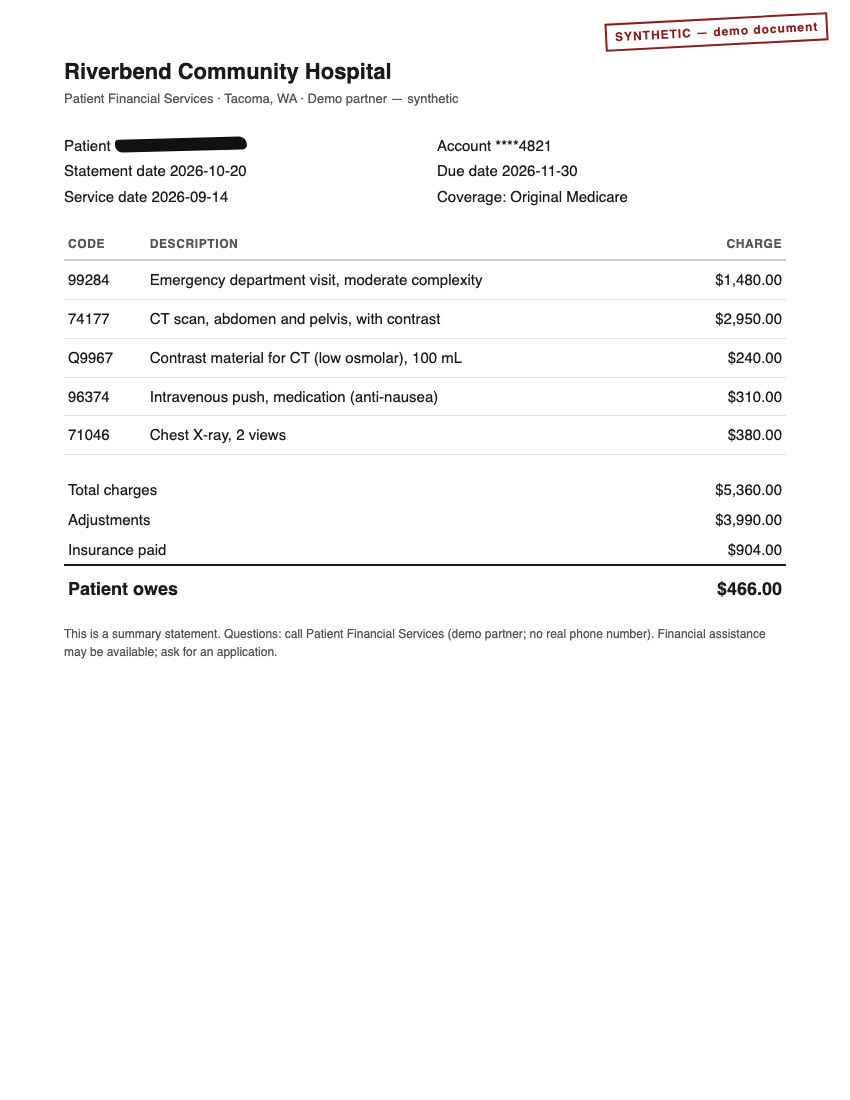 SYNTHETIC — demo document
Riverbend Community Hospital
Patient Financial Services · Tacoma, WA · Demo partner — synthetic
Patient
Account ****4821
Statement date 2026-10-20
Due date 2026-11-30
Service date 2026-09-14
Coverage: Original Medicare
CODE DESCRIPTION CHARGE
99284 Emergency department visit, moderate complexity $1,480.00
74177 CT scan, abdomen and pelvis, with contrast $2,950.00
Q9967 Contrast material for CT (low osmolar), 100 mL $240.00
96374 Intravenous push, medication (anti-nausea) $310.00
71046 Chest X-ray, 2 views $380.00
Total charges $5,360.00
Adjustments $3,990.00
Insurance paid $904.00
Patient owes $466.00
This is a summary statement. Questions: call Patient Financial Services (demo partner; no real phone number). Financial assistance
may be available; ask for an application.